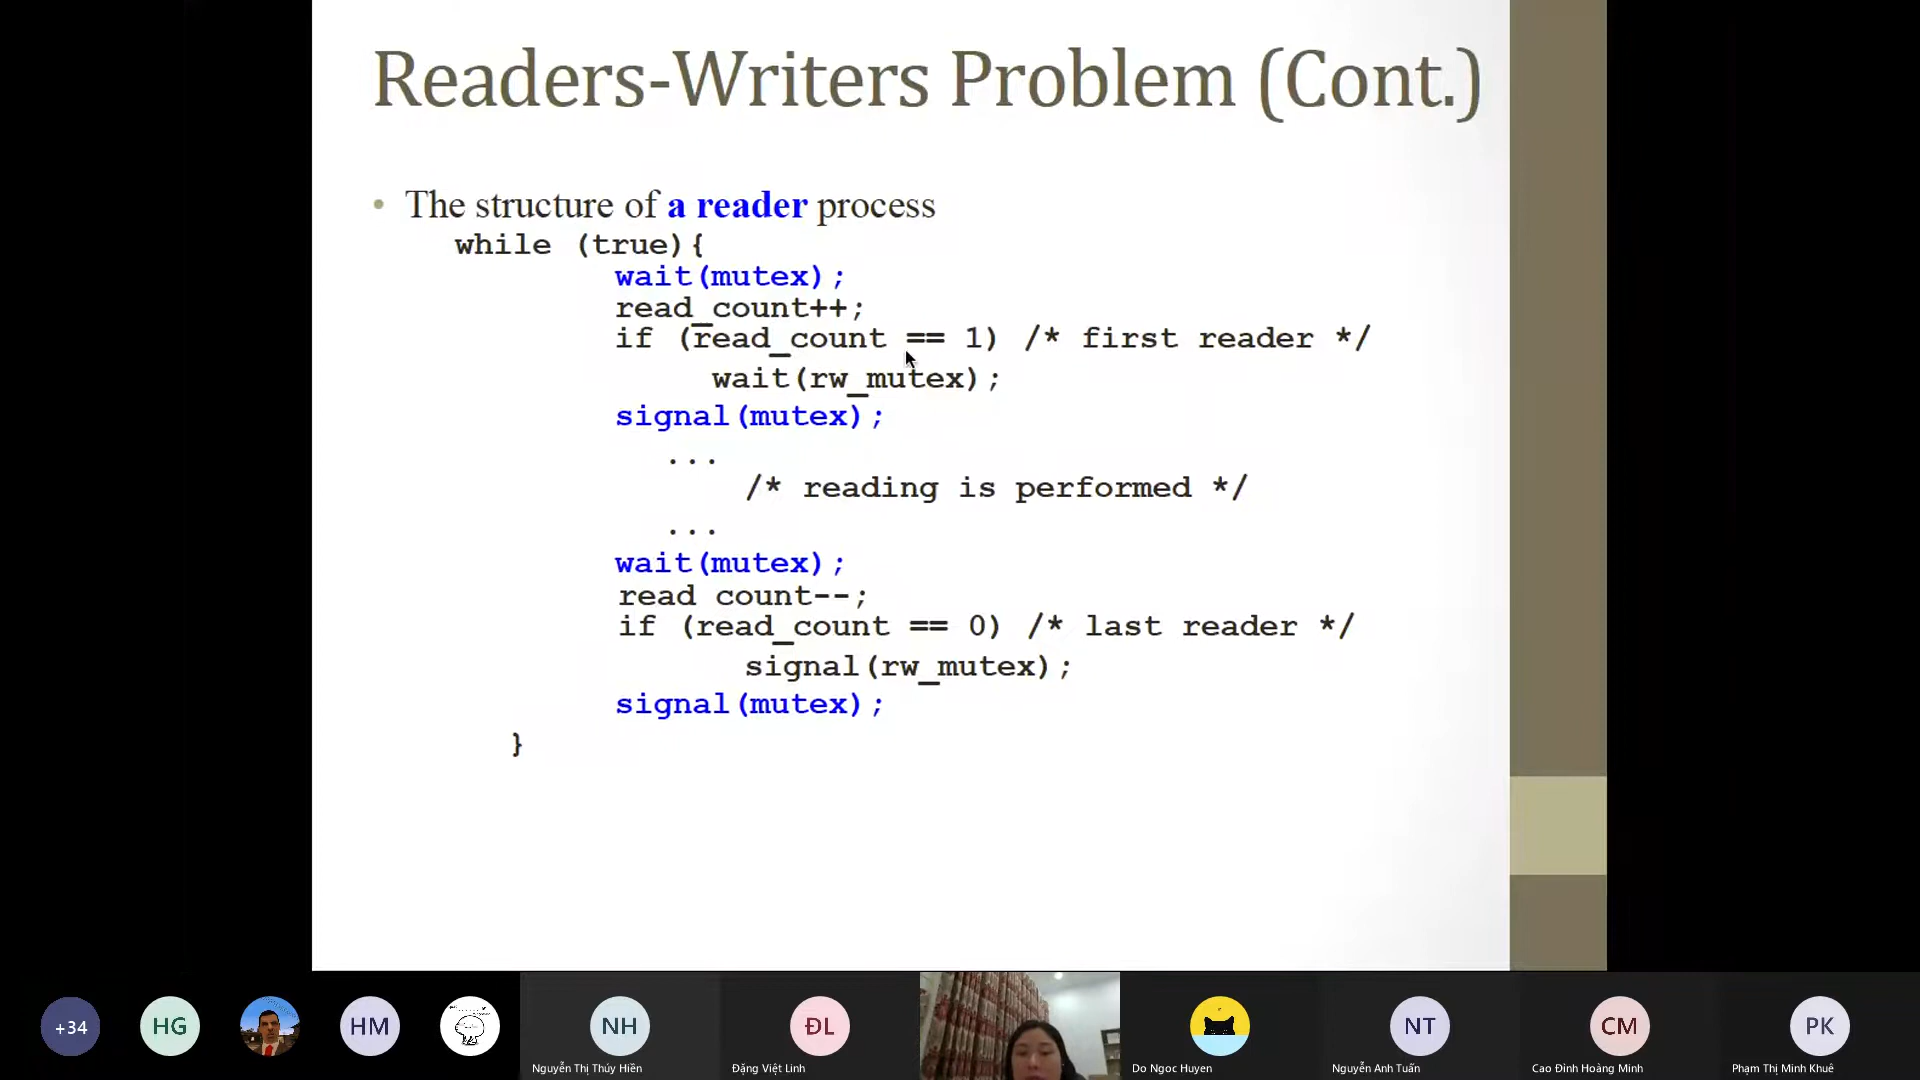 Readers-Writers Problem (Cont.)
• The structure of a reader process
while (true){
wait(mutex);
read_count++;
if (read_count == 1) /* first reader */
wait(rw_mutex);
signal(mutex);
...
/* reading is performed */
...
wait(mutex);
read count--;
if (read_count == 0) /* last reader */
signal(rw_mutex);
signal(mutex);
}
+34 HG HM NH ĐL NT CM PK
Nguyễn Thị Thúy Hiền Đặng Việt Linh Do Ngoc Huyen Nguyễn Anh Tuấn Cao Đình Hoàng Minh Phạm Thị Minh Khuê